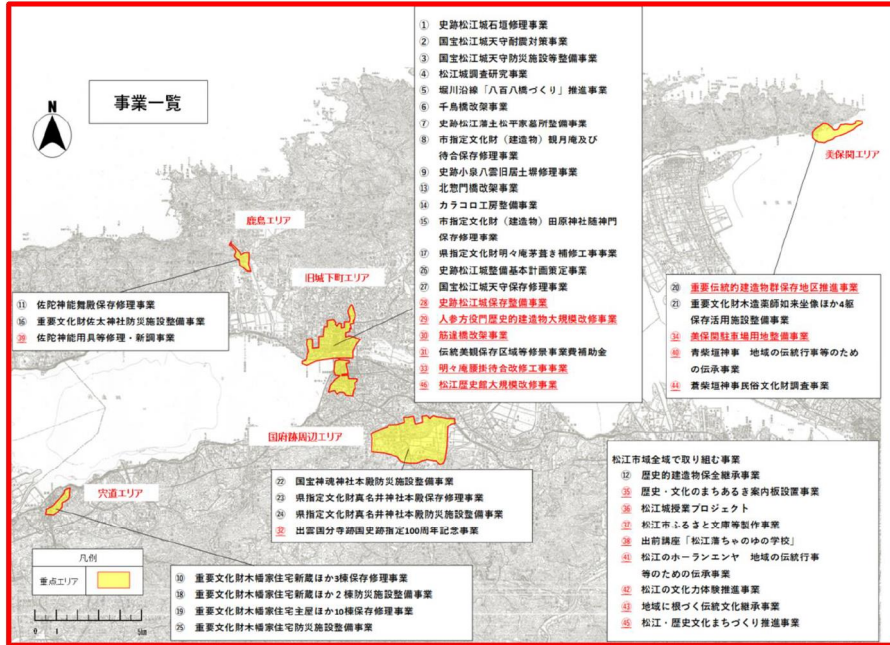 事業一覧
N
① 史跡松江城石垣修理事業
② 国宝松江城天守耐震対策事業
③ 国宝松江城天守防災施設等整備事業
④ 松江城調査研究事業
⑤ 堀川沿線「八百八橋づくり」推進事業
⑥ 千鳥橋改架事業
⑦ 史跡松江藩主松平家墓所整備事業
⑧ 市指定文化財（建造物）観月庵及び
待合保存修理事業
⑨ 史跡小泉八雲旧居土塀修理事業
⑬ 北惣門橋改架事業
⑭ カラコロ工房整備事業
⑮ 市指定文化財（建造物）田原神社随神門
保存修理事業
⑰ 県指定文化財明々庵茅葺き補修工事事業
㉖ 史跡松江城整備基本計画策定事業
㉗ 国宝松江城天守保存修理事業
㉘ 史跡松江城保存整備事業
㉙ 人参方役門歴史的建造物大規模改修事業
㉚ 筋違橋改架事業
㉛ 伝統美観保存区域等修景事業費補助金
㉝ 明々庵腰掛待合改修工事事業
㊻ 松江歴史館大規模改修事業
美保関エリア
鹿島エリア
旧城下町エリア
⑪ 佐陀神能舞殿保存修理事業
⑯ 重要文化財佐太神社防災施設整備事業
佐陀神能用具等修理・新調事業
⑳ 重要伝統的建造物群保存地区推進事業
㉑ 重要文化財木造薬師如来坐像ほか4躯
保存活用施設整備事業
㉞ 美保関駐車場用地整備事業
㊵ 青柴垣神事　地域の伝統行事等のため
の伝承事業
㊹ 蒼柴垣神事民俗文化財調査事業
国府跡周辺エリア
㉒ 国宝神魂神社本殿防災施設整備事業
㉓ 県指定文化財真名井神社本殿保存修理事業
㉔ 県指定文化財真名井神社本殿防災施設整備事業
㉜ 出雲国分寺跡国史跡指定100周年記念事業
松江市域全域で取り組む事業
⑫ 歴史的建造物保全継承事業
㉟ 歴史・文化のまちあるき案内板設置事業
㊱ 松江城授業プロジェクト
㊲ 松江市ふるさと文庫等製作事業
㊳ 出前講座「松江藩ちゃのゆの学校」
㊶ 松江のホーランエンヤ　地域の伝統行事
等のための伝承事業
㊷ 松江の文化力体験推進事業
㊸ 地域に根づく伝統文化継承事業
㊺ 松江・歴史文化まちづくり推進事業
宍道エリア
凡例
重点エリア
0 1 5km
⑩ 重要文化財木幡家住宅新蔵ほか3棟保存修理事業
⑱ 重要文化財木幡家住宅新蔵ほか２棟防災施設整備事業
⑲ 重要文化財木幡家住宅主屋ほか10棟保存修理事業
㉕ 重要文化財木幡家住宅防災施設整備事業